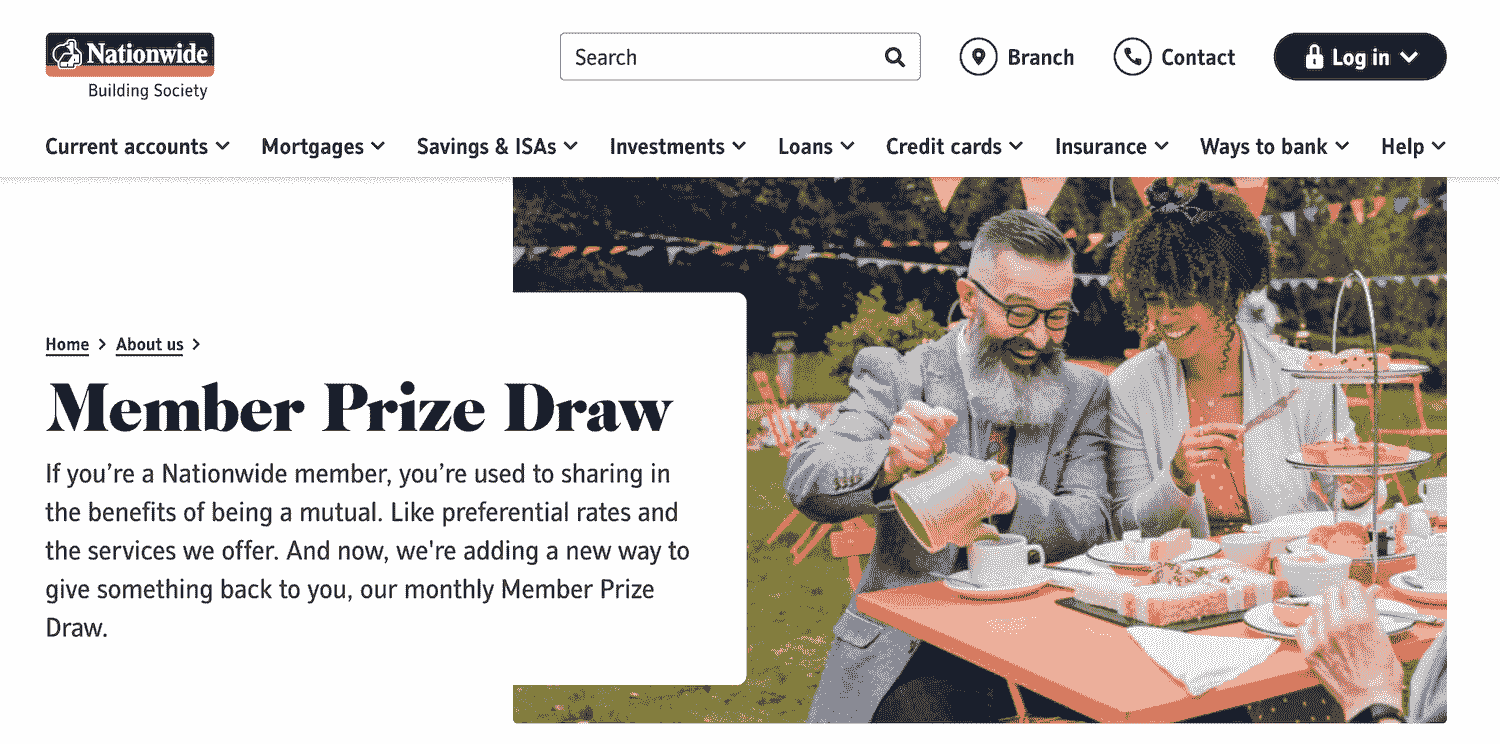 Nationwide
Building Society
Search
Branch
Contact
Log in
Current accounts
Mortgages
Savings & ISAs
Investments
Loans
Credit cards
Insurance
Ways to bank
Help
Home
About us
Member Prize Draw
If you’re a Nationwide member, you’re used to sharing in
the benefits of being a mutual. Like preferential rates and
the services we offer. And now, we're adding a new way to
give something back to you, our monthly Member Prize
Draw.